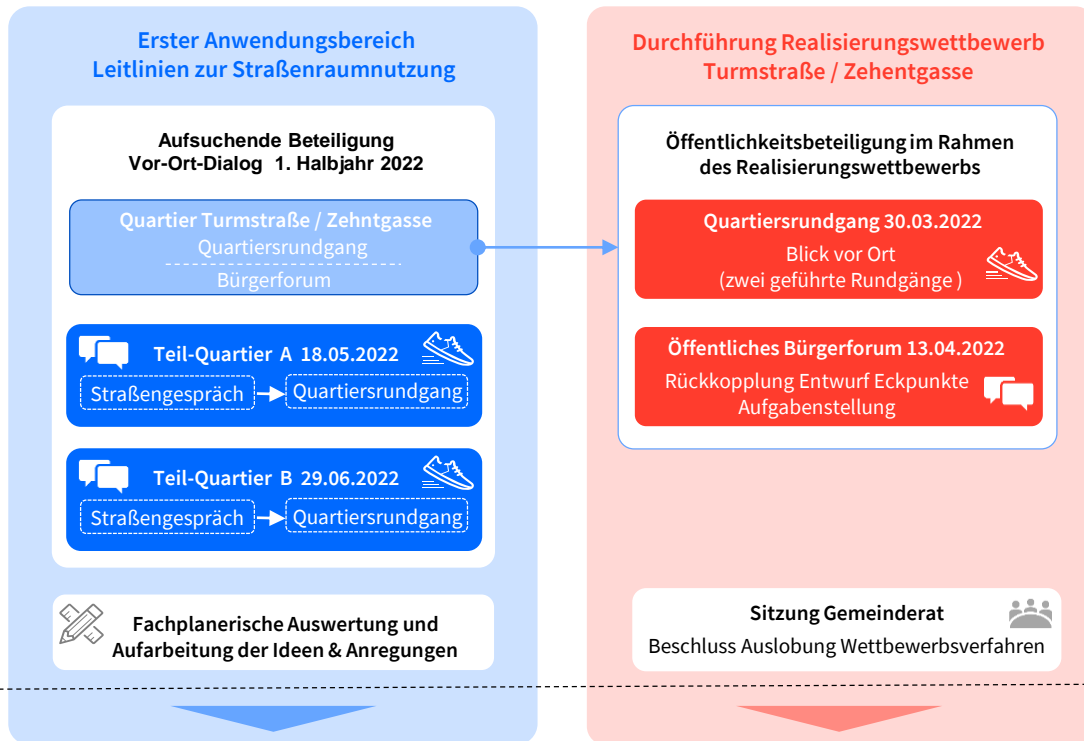 Erster Anwendungsbereich
Leitlinien zur Straßenraumnutzung
Aufsuchende Beteiligung
Vor-Ort-Dialog 1. Halbjahr 2022
Quartier Turmstraße / Zehntgasse
Quartiersrundgang
Bürgerforum
Teil-Quartier A 18.05.2022
Straßengespräch
Quartiersrundgang
Teil-Quartier B 29.06.2022
Straßengespräch
Quartiersrundgang
Fachplanerische Auswertung und
Aufarbeitung der Ideen & Anregungen
Durchführung Realisierungswettbewerb
Turmstraße / Zehentgasse
Öffentlichkeitsbeteiligung im Rahmen
des Realisierungswettbewerbs
Quartiersrundgang 30.03.2022
Blick vor Ort
(zwei geführte Rundgänge )
Öffentliches Bürgerforum 13.04.2022
Rückkopplung Entwurf Eckpunkte
Aufgabenstellung
Sitzung Gemeinderat
Beschluss Auslobung Wettbewerbsverfahren